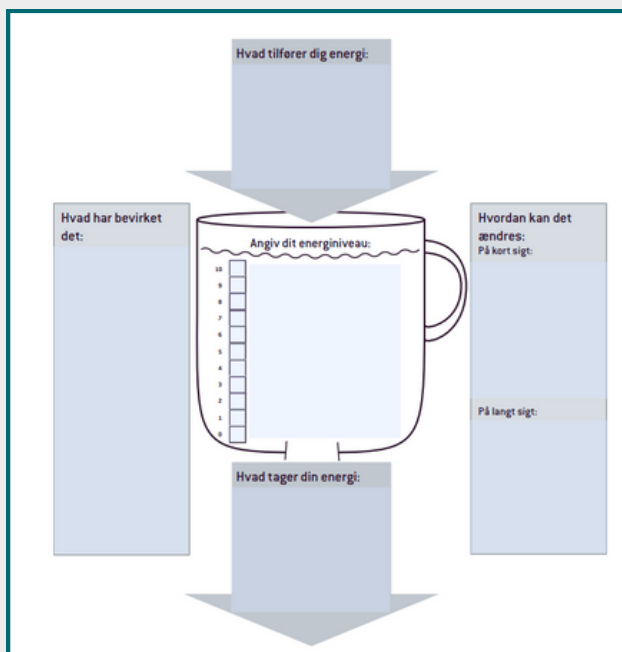 Hvad tilfører dig energi:
Hvad har bevirket
det:
Angiv dit energiniveau:
10
9
8
7
6
5
4
3
2
1
0
Hvordan kan det
ændres:
På kort sigt:
På langt sigt:
Hvad tager din energi: